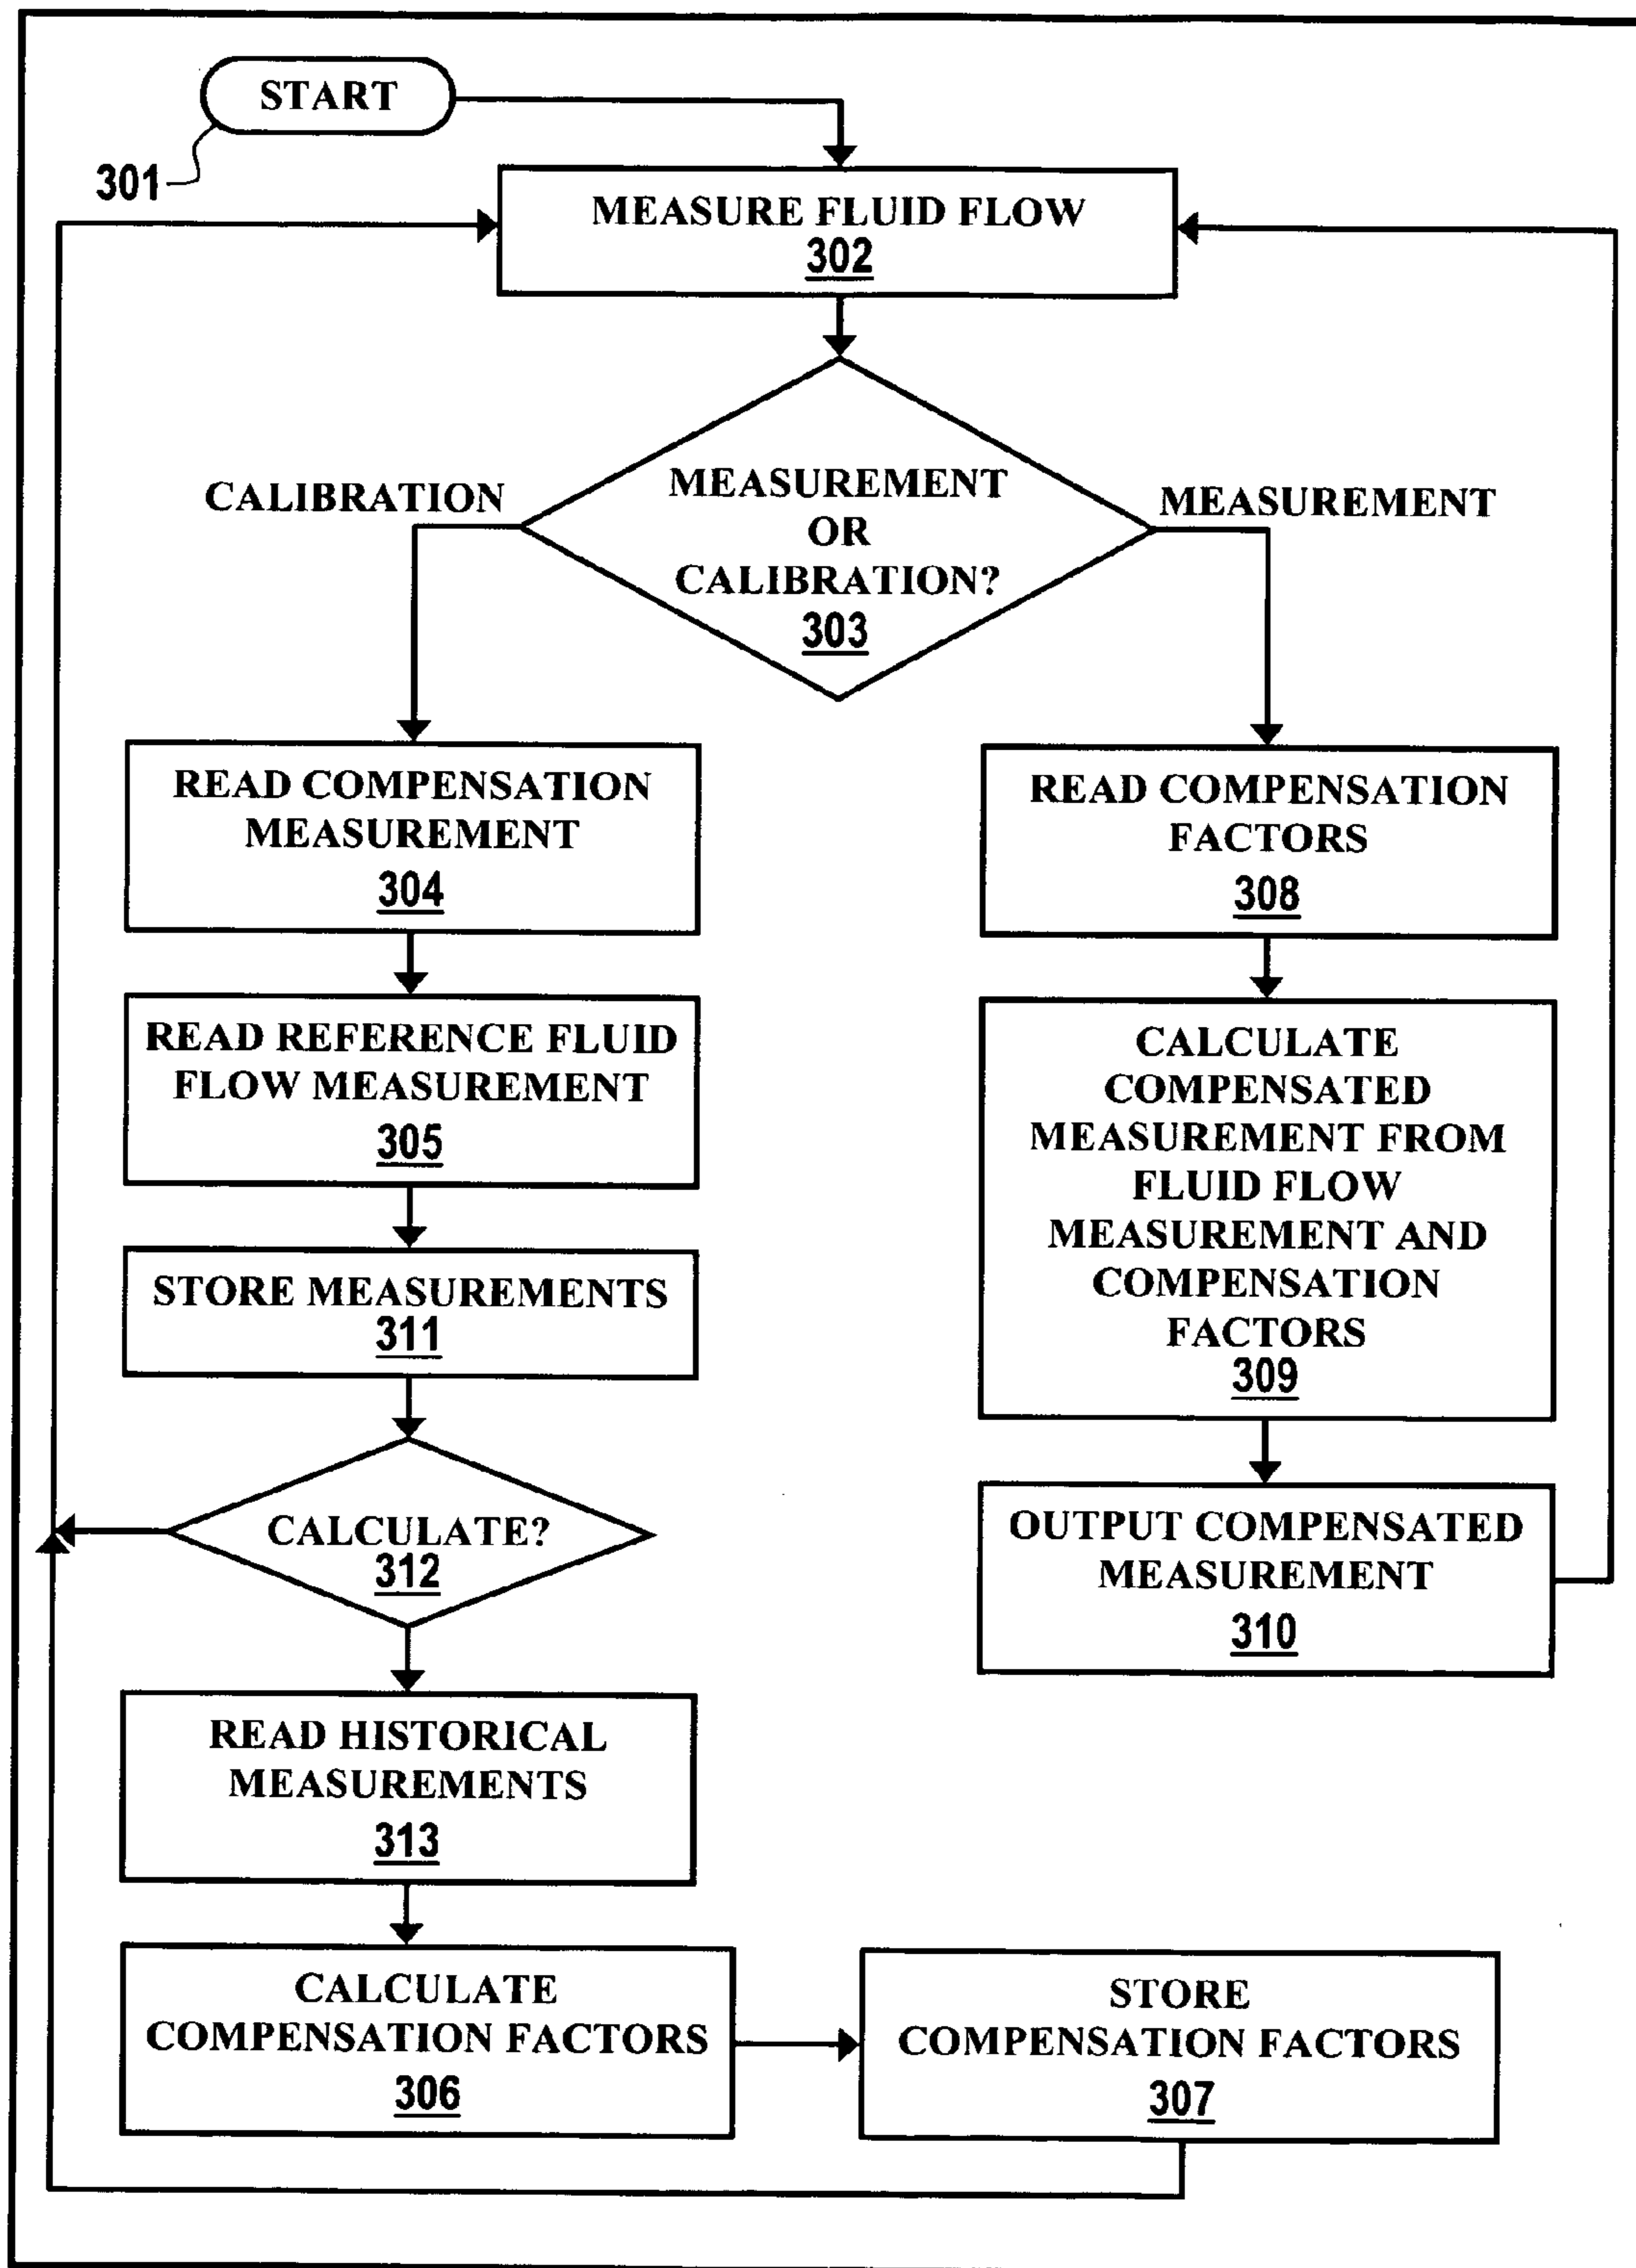 START
301
MEASURE FLUID FLOW
302
CALIBRATION
MEASUREMENT
OR
CALIBRATION?
303
MEASUREMENT
READ COMPENSATION
MEASUREMENT
304
READ REFERENCE FLUID
FLOW MEASUREMENT
305
STORE MEASUREMENTS
311
CALCULATE?
312
READ HISTORICAL
MEASUREMENTS
313
CALCULATE
COMPENSATION FACTORS
306
STORE
COMPENSATION FACTORS
307
READ COMPENSATION
FACTORS
308
CALCULATE
COMPENSATED
MEASUREMENT FROM
FLUID FLOW
MEASUREMENT AND
COMPENSATION
FACTORS
309
OUTPUT COMPENSATED
MEASUREMENT
310